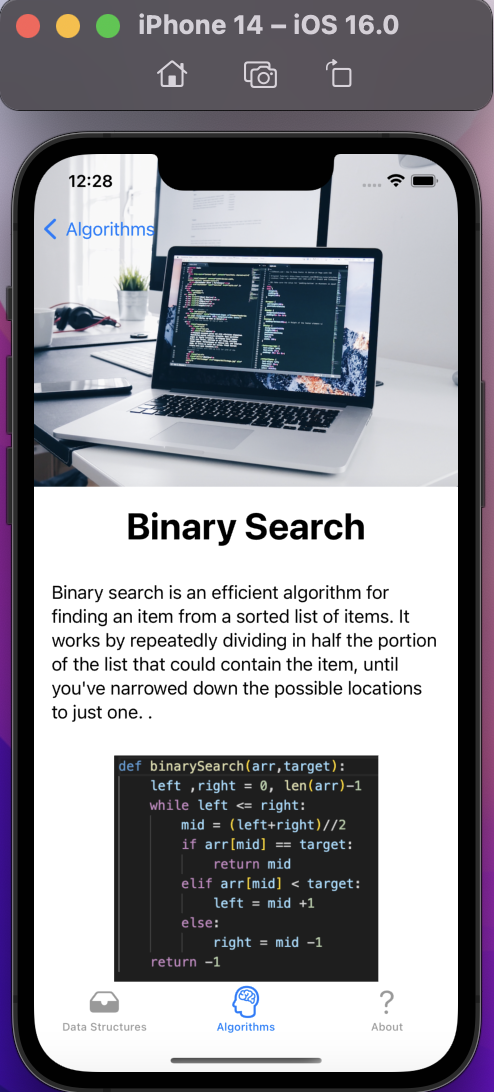 iPhone 14 – iOS 16.0
12:28
Algorithms
Binary Search
Binary search is an efficient algorithm for
finding an item from a sorted list of items. It
works by repeatedly dividing in half the portion
of the list that could contain the item, until
you've narrowed down the possible locations
to just one. .
def binarySearch(arr,target):
    left ,right = 0, len(arr)-1
    while left <= right:
        mid = (left+right)//2
        if arr[mid] == target:
            return mid
        elif arr[mid] < target:
            left = mid +1
        else:
            right = mid -1
    return -1
Data Structures
Algorithms
?
About